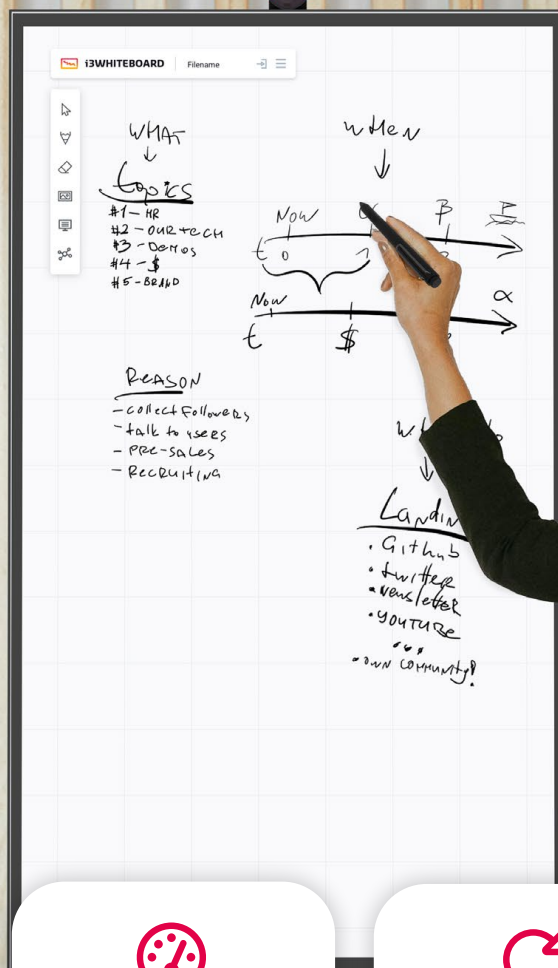 i3WHITEBOARD
Filename
WHAT
↓
topics
#1 - HR
#2 - OUR tECH
#3 - DEMOS
#4 - $
#5 - BRAND
wHeN
↓
Now
β
t
0
1
Now
α
t
$
REASON
- collect Followers
- talk to users
- PRE-SALES
- RECRUItING
↓
• GitHub
• twitter
• Newsletter
• YOUTUBE
...
• OWN COMMUNITy!